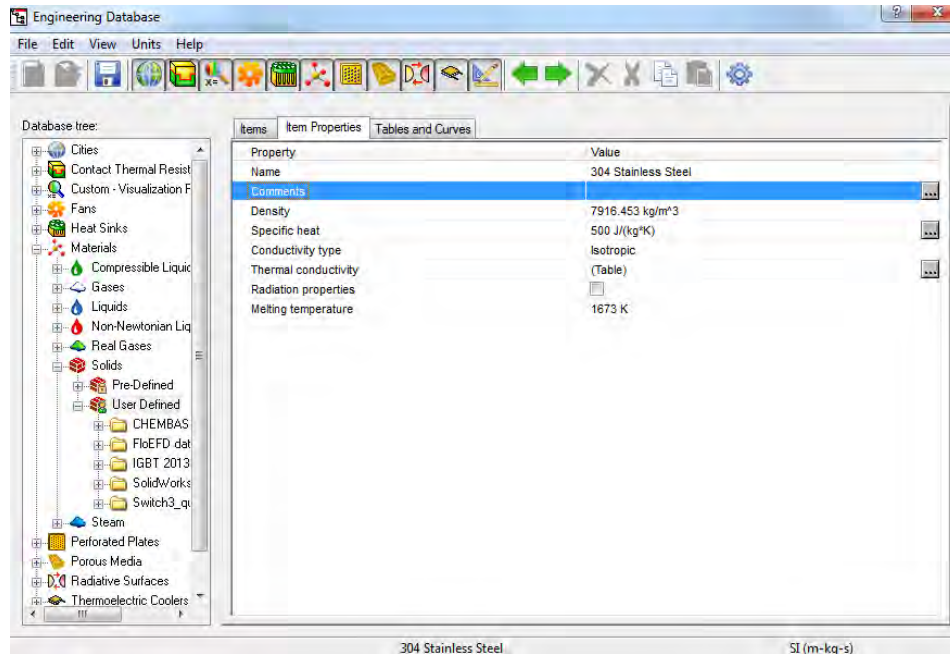 Engineering Database
File Edit View Units Help
Database tree:
Cities
Contact Thermal Resist
Custom - Visualization F
Fans
Heat Sinks
Materials
Compressible Liquid
Gases
Liquids
Non-Newtonian Liq
Real Gases
Solids
Pre-Defined
User Defined
CHEMBAS
FloEFD dat
IGBT 2013
SolidWorks
Switch3_qu
Steam
Perforated Plates
Porous Media
Radiative Surfaces
Thermoelectric Coolers
Items Item Properties Tables and Curves
Property Value
Name 304 Stainless Steel
Comments ...
Density 7916.453 kg/m^3
Specific heat 500 J/(kg*K) ...
Conductivity type Isotropic
Thermal conductivity (Table) ...
Radiation properties
Melting temperature 1673 K
304 Stainless Steel SI (m-kg-s)